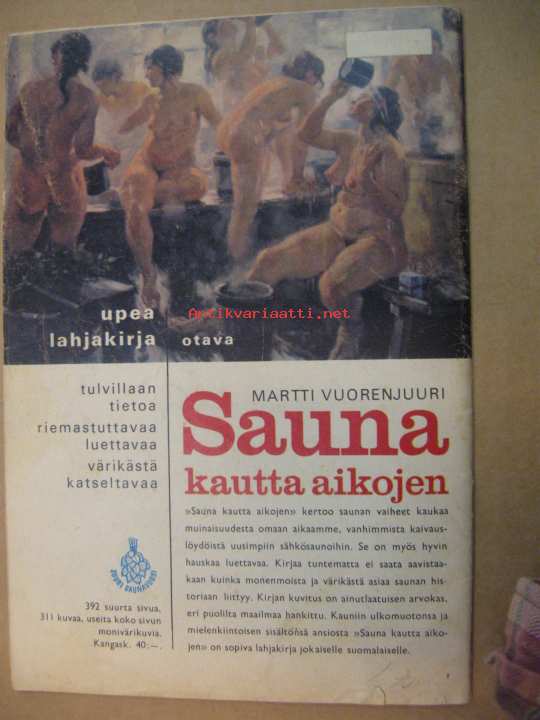 upea
lahjakirja
otava
Antikvariaatti.net
tulvillaan
tietoa
riemastuttavaa
luettavaa
värikästä
katseltavaa
SUURI SAUNAVUOSI
392 suurta sivua,
311 kuvaa, useita koko sivun
monivärikuvia.
Kangask. 40:—.
MARTTI VUORENJUURI
Sauna
kautta aikojen
»Sauna kautta aikojen» kertoo saunan vaiheet kaukaa
muinaisuudesta omaan aikaamme, vanhimmista kaivaus-
löydöistä uusimpiin sähkösaunoihin. Se on myös hyvin
hauskaa luettavaa. Kirjaa tuntematta ei saata aavistaa-
kaan kuinka monenmoista ja värikästä asiaa saunan his-
toriaan liittyy. Kirjan kuvitus on ainutlaatuisen arvokas,
eri puolilta maailmaa hankittu. Kauniin ulkomuotonsa ja
mielenkiintoisen sisältönsä ansiosta »Sauna kautta aiko-
jen» on sopiva lahjakirja jokaiselle suomalaiselle.